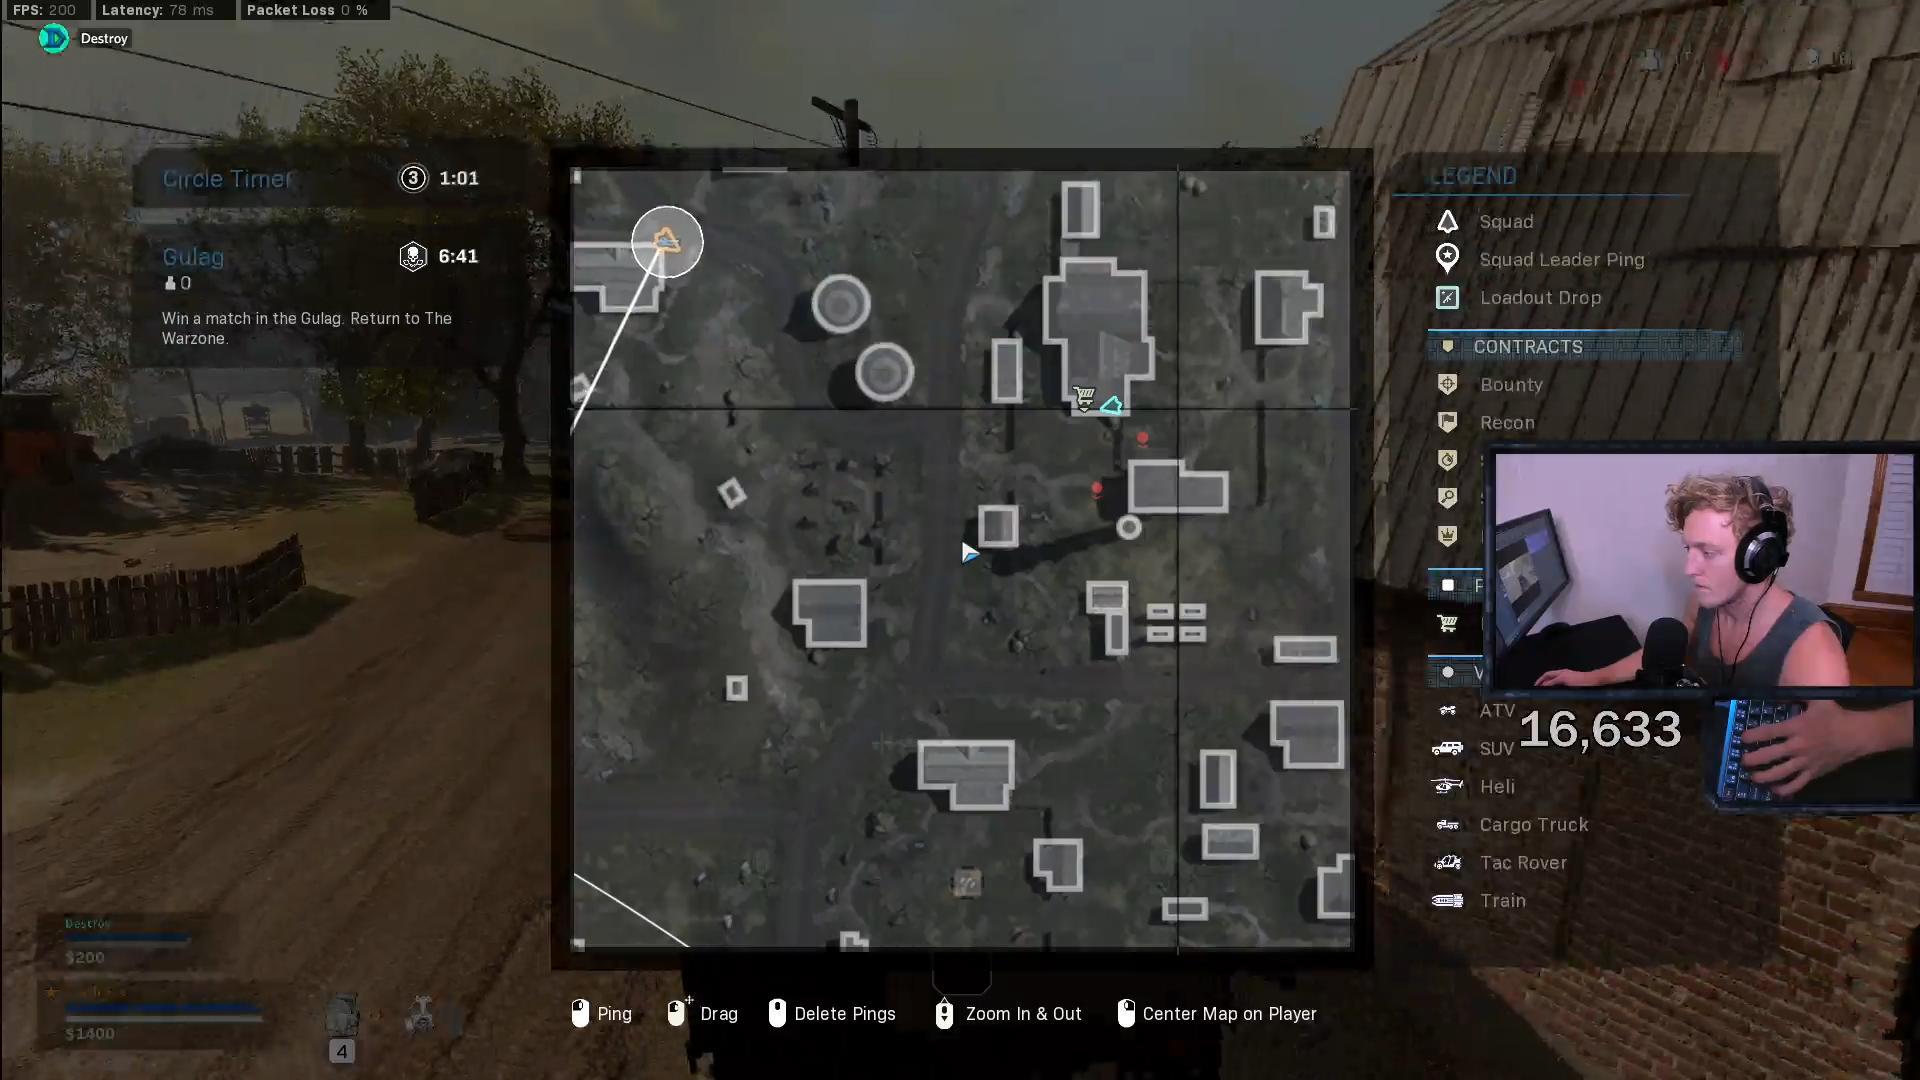 FPS: 200 Latency: 78 ms Packet Loss 0 %
Destroy
Circle Timer 3 1:01
Gulag 6:41
0
Win a match in the Gulag. Return to The
Warzone.
LEGEND
Squad
Squad Leader Ping
Loadout Drop
CONTRACTS
Bounty
Recon
ATV
SUV
16,633
Heli
Cargo Truck
Tac Rover
Train
Destroy
$200
$1400
4
Ping Drag Delete Pings Zoom In & Out Center Map on Player